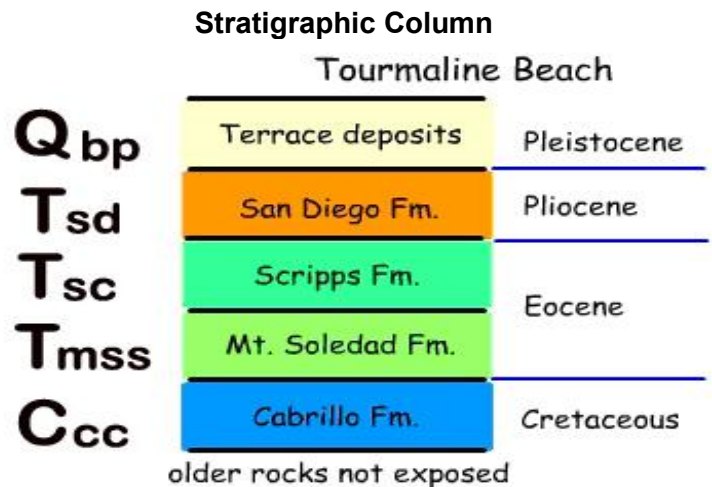 Stratigraphic Column
Tourmaline Beach
Qbp Terrace deposits Pleistocene
Tsd San Diego Fm. Pliocene
Tsc Scripps Fm.
Eocene
Tmss Mt. Soledad Fm.
Ccc Cabrillo Fm. Cretaceous
older rocks not exposed